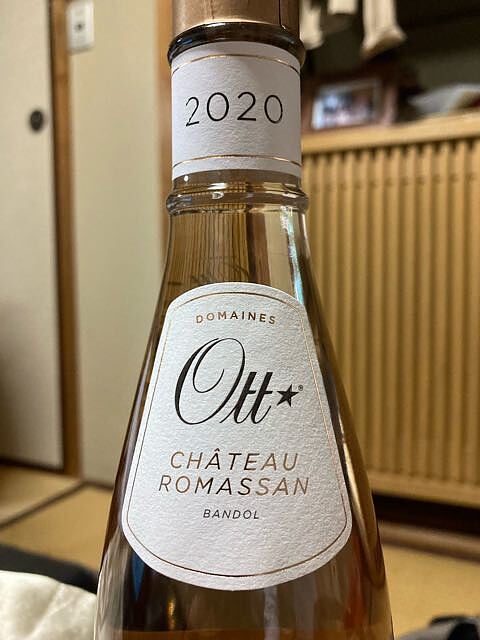 2020
DOMAINES
Ott★®
CHÂTEAU
ROMASSAN
BANDOL